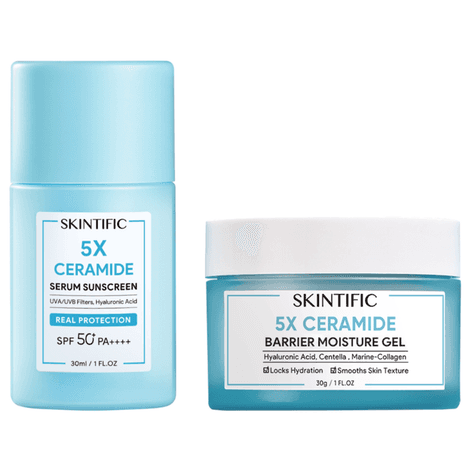 SKINTIFIC
5X
CERAMIDE
SERUM SUNSCREEN
UVA/UVB Filters, Hyaluronic Acid
REAL PROTECTION
SPF 50+ PA++++
30ml / 1 FL.OZ
SKINTIFIC
5X CERAMIDE
BARRIER MOISTURE GEL
Hyaluronic Acid, Centella, Marine-Collagen
☑Locks Hydration ☑Smooths Skin Texture
30g / 1 FL.OZ